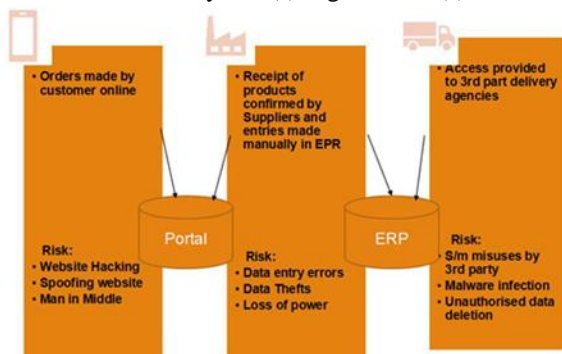 • Orders made by
customer online
Risk:
• Website Hacking
• Spoofing website
• Man in Middle
Portal
• Receipt of
products
confirmed by
Suppliers and
entries made
manually in EPR
Risk:
• Data entry errors
• Data Thefts
• Loss of power
ERP
• Access provided
to 3rd part delivery
agencies
Risk:
• S/m misuses by
3rd party
• Malware infection
• Unauthorised data
deletion